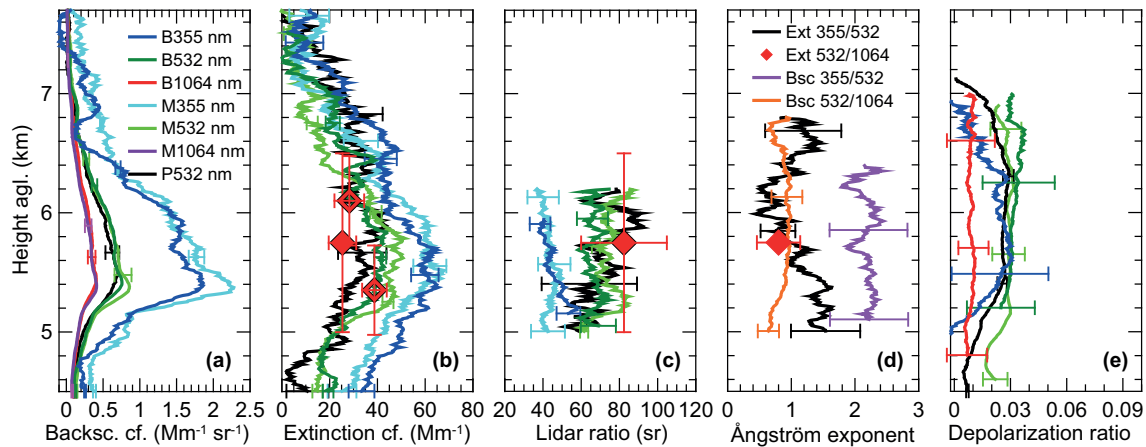 Height agl. (km)
7
6
5
B355 nm
B532 nm
B1064 nm
M355 nm
M532 nm
M1064 nm
P532 nm
(a)
0 0.5 1 1.5 2 2.5
Backsc. cf. (Mm⁻¹ sr⁻¹)
(b)
0 20 40 60 80
Extinction cf. (Mm⁻¹)
(c)
20 40 60 80 100 120
Lidar ratio (sr)
Ext 355/532
Ext 532/1064
Bsc 355/532
Bsc 532/1064
(d)
0 1 2 3
Ångström exponent
(e)
0 0.03 0.06 0.09
Depolarization ratio